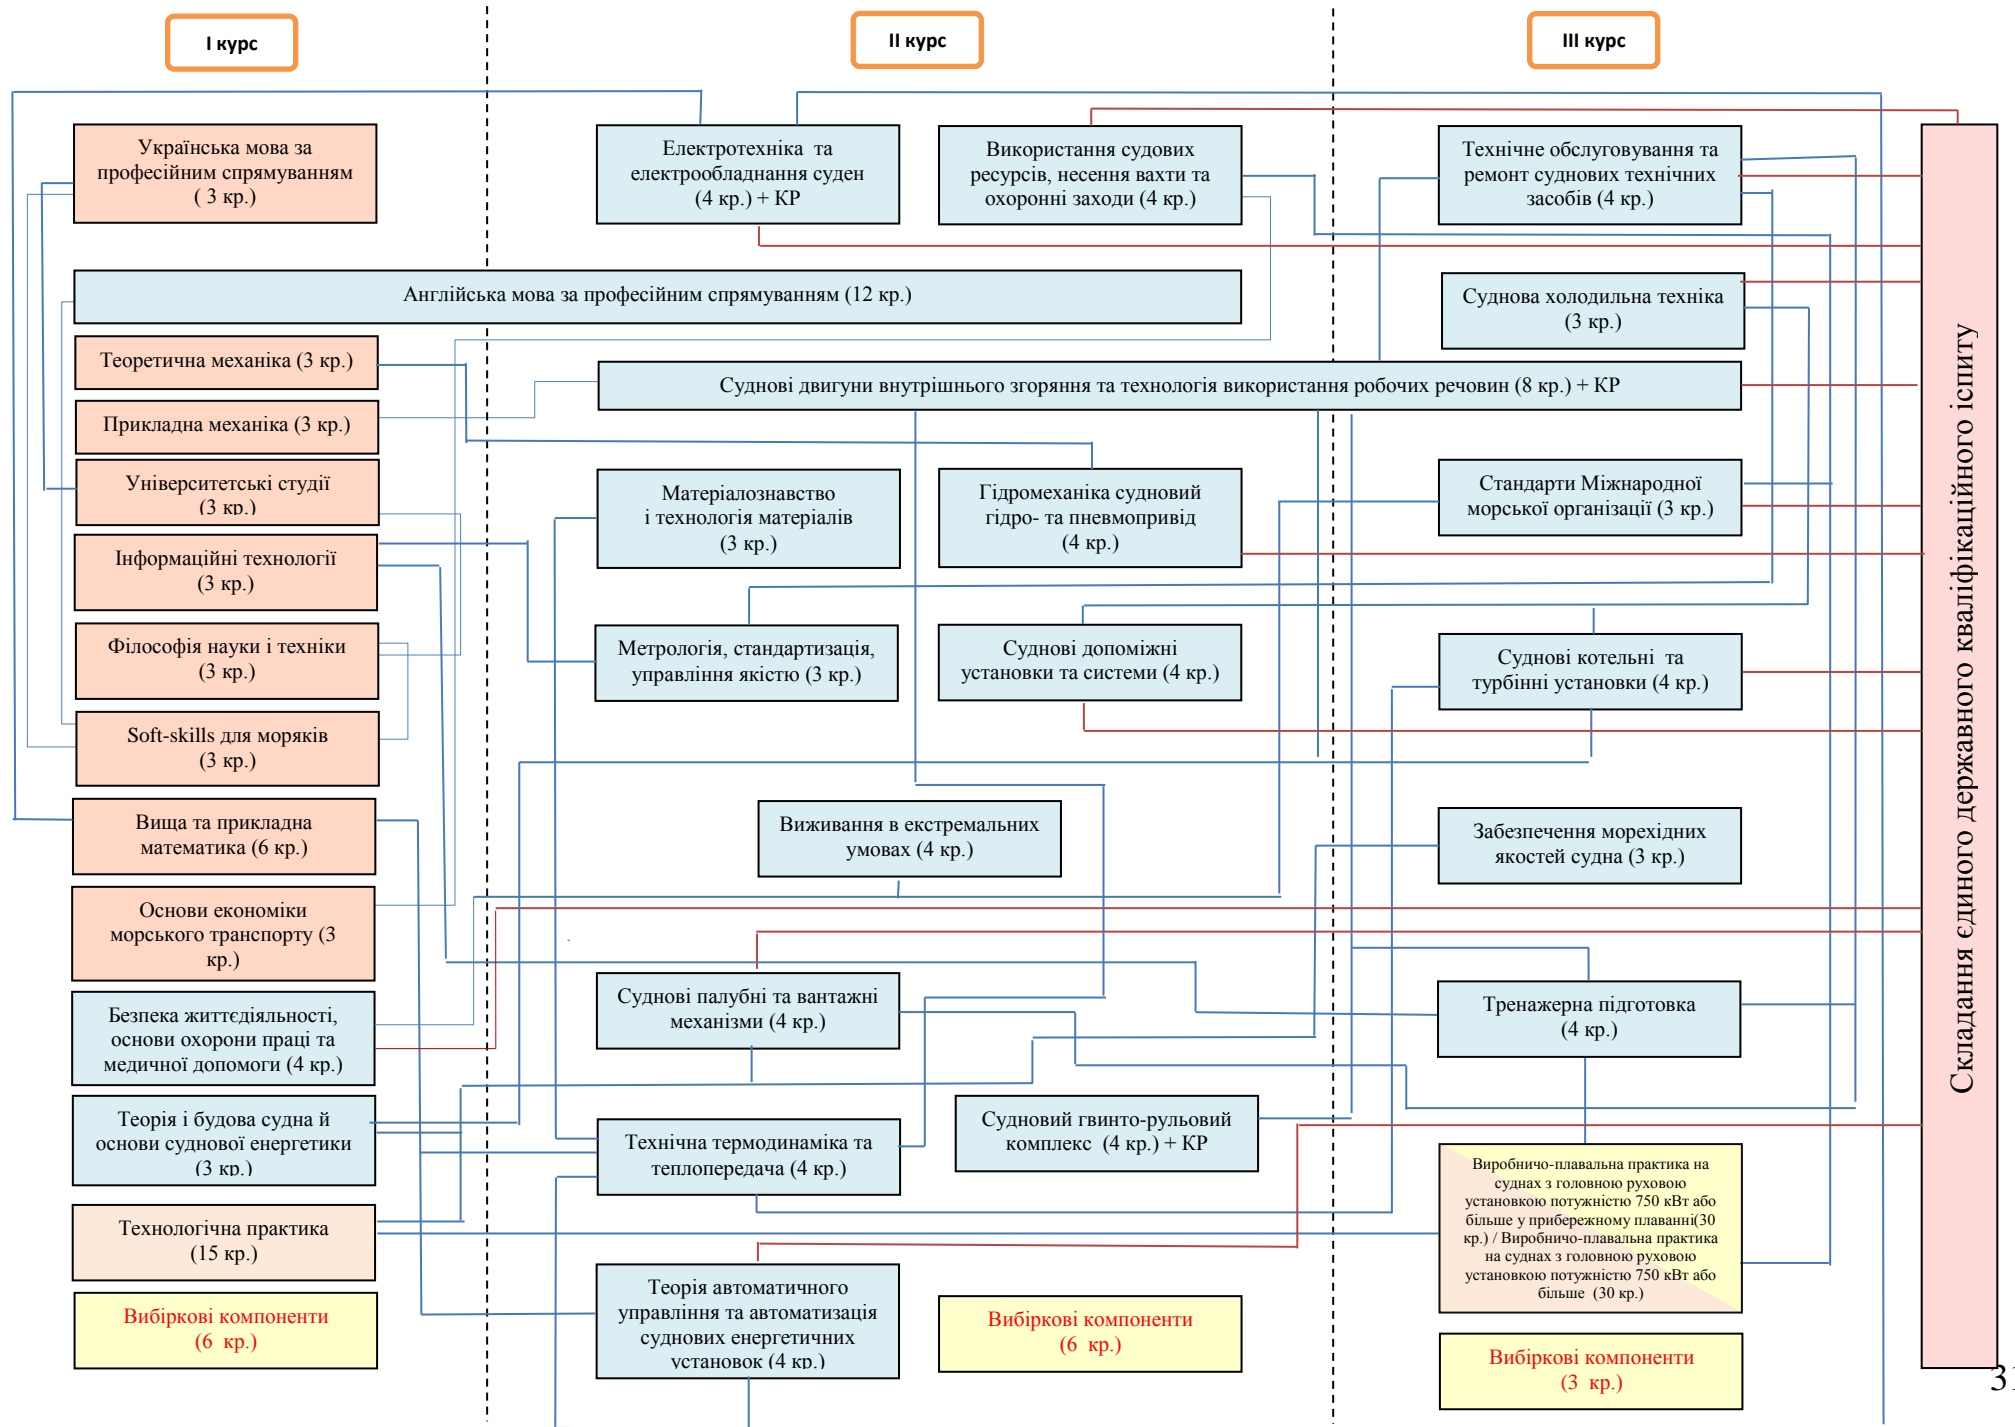 І курс
ІІ курс
ІІІ курс
Українська мова за
професійним спрямуванням
( 3 кр.)
Електротехніка та
електрообладнання суден
(4 кр.) + КР
Використання судових
ресурсів, несення вахти та
охоронні заходи (4 кр.)
Технічне обслуговування та
ремонт суднових технічних
засобів (4 кр.)
Англійська мова за професійним спрямуванням (12 кр.)
Суднова холодильна техніка
(3 кр.)
Теоретична механіка (3 кр.)
Суднові двигуни внутрішнього згоряння та технологія використання робочих речовин (8 кр.) + КР
Прикладна механіка (3 кр.)
Університетські студії
(3 кр.)
Матеріалознавство
і технологія матеріалів
(3 кр.)
Гідромеханіка судновий
гідро- та пневмопривід
(4 кр.)
Стандарти Міжнародної
морської організації (3 кр.)
Інформаційні технології
(3 кр.)
Філософія науки і техніки
(3 кр.)
Метрологія, стандартизація,
управління якістю (3 кр.)
Суднові допоміжні
установки та системи (4 кр.)
Суднові котельні та
турбінні установки (4 кр.)
Soft-skills для моряків
(3 кр.)
Вища та прикладна
математика (6 кр.)
Виживання в екстремальних
умовах (4 кр.)
Забезпечення морехідних
якостей судна (3 кр.)
Основи економіки
морського транспорту (3
кр.)
Суднові палубні та вантажні
механізми (4 кр.)
Тренажерна підготовка
(4 кр.)
Безпека життєдіяльності,
основи охорони праці та
медичної допомоги (4 кр.)
Теорія і будова судна й
основи суднової енергетики
(3 кр.)
Технічна термодинаміка та
теплопередача (4 кр.)
Судновий гвинто-рульовий
комплекс (4 кр.) + КР
Виробничо-плавальна практика на
суднах з головною руховою
установкою потужністю 750 кВт або
більше у прибережному плаванні(30
кр.) / Виробничо-плавальна практика
на суднах з головною руховою
установкою потужністю 750 кВт або
більше (30 кр.)
Технологічна практика
(15 кр.)
Теорія автоматичного
управління та автоматизація
суднових енергетичних
установок (4 кр.)
Вибіркові компоненти
(6 кр.)
Вибіркові компоненти
(6 кр.)
Вибіркові компоненти
(3 кр.)
Складання єдиного державного кваліфікаційного іспиту